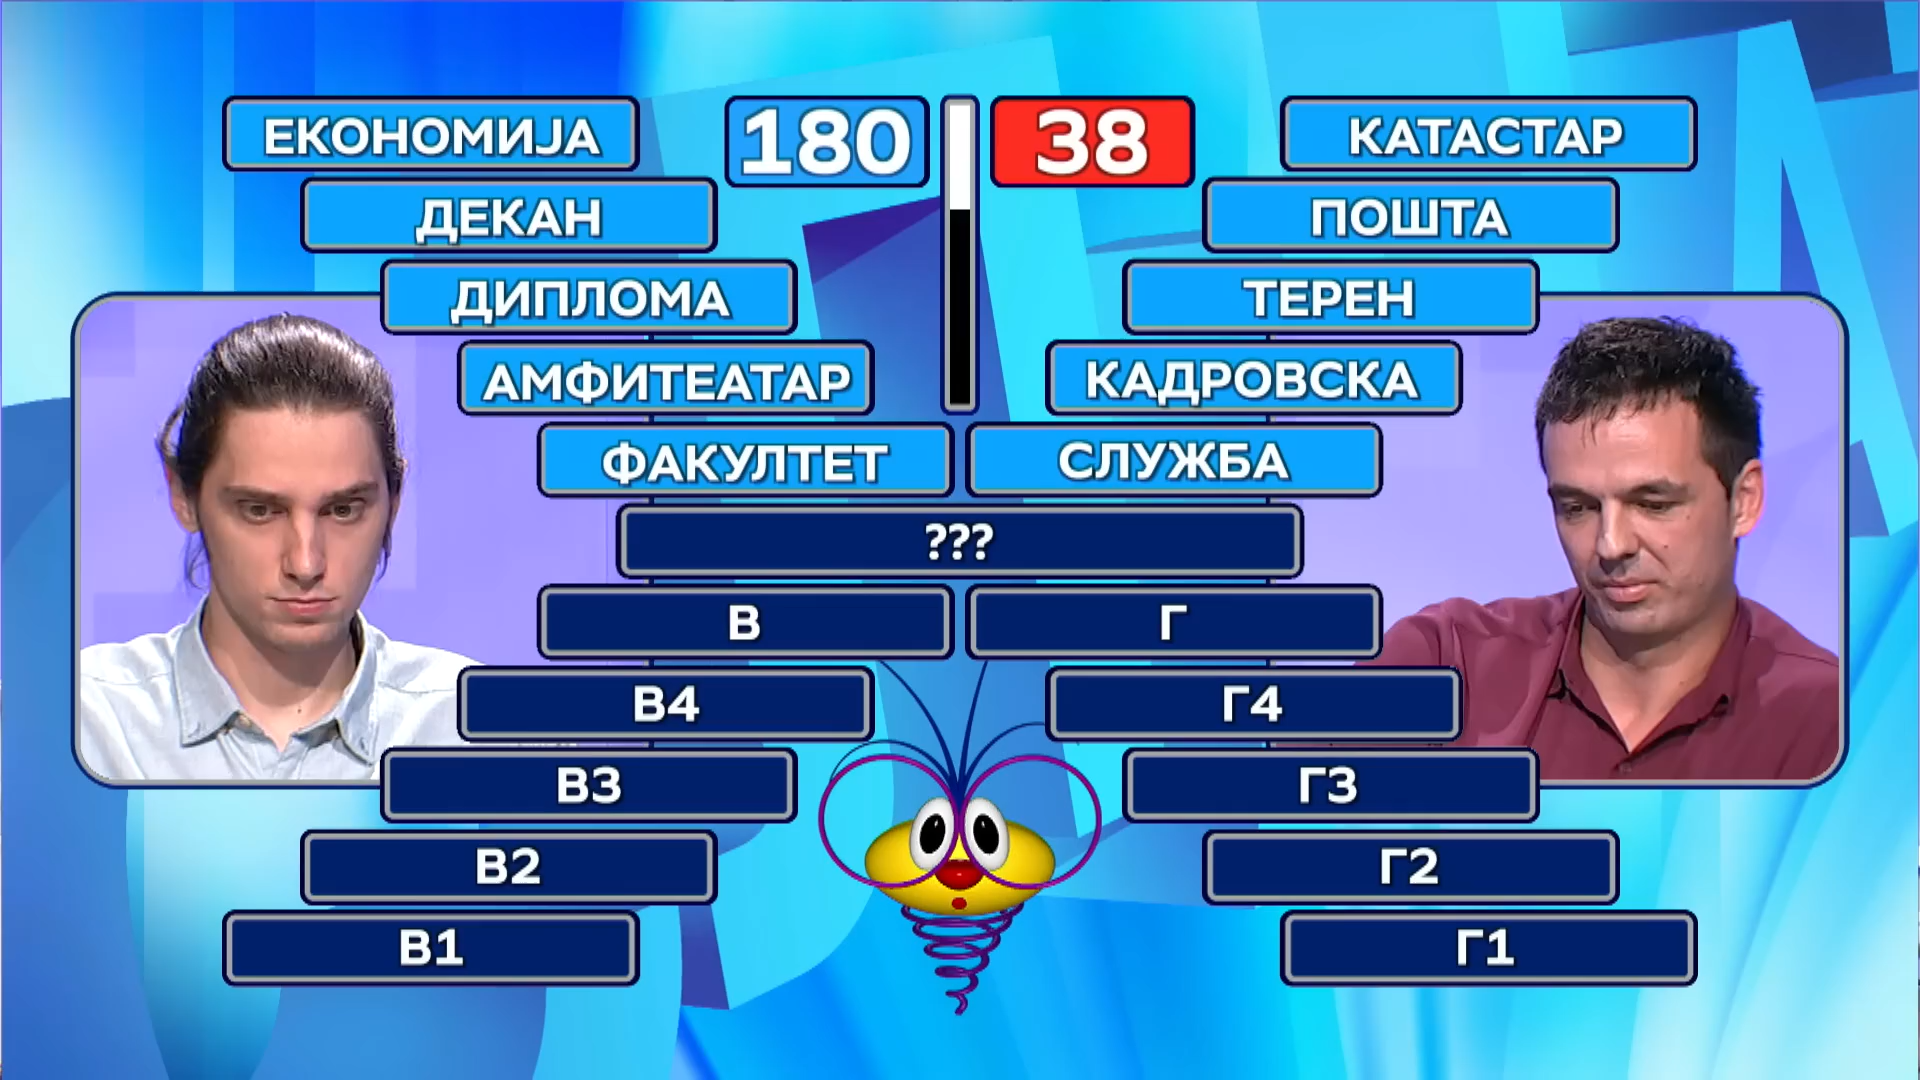 ЕКОНОМИЈА
180
38
КАТАСТАР
ДЕКАН
ПОШТА
ДИПЛОМА
ТЕРЕН
АМФИТЕАТАР
КАДРОВСКА
ФАКУЛТЕТ
СЛУЖБА
???
В
Г
В4
Г4
В3
Г3
В2
Г2
В1
Г1